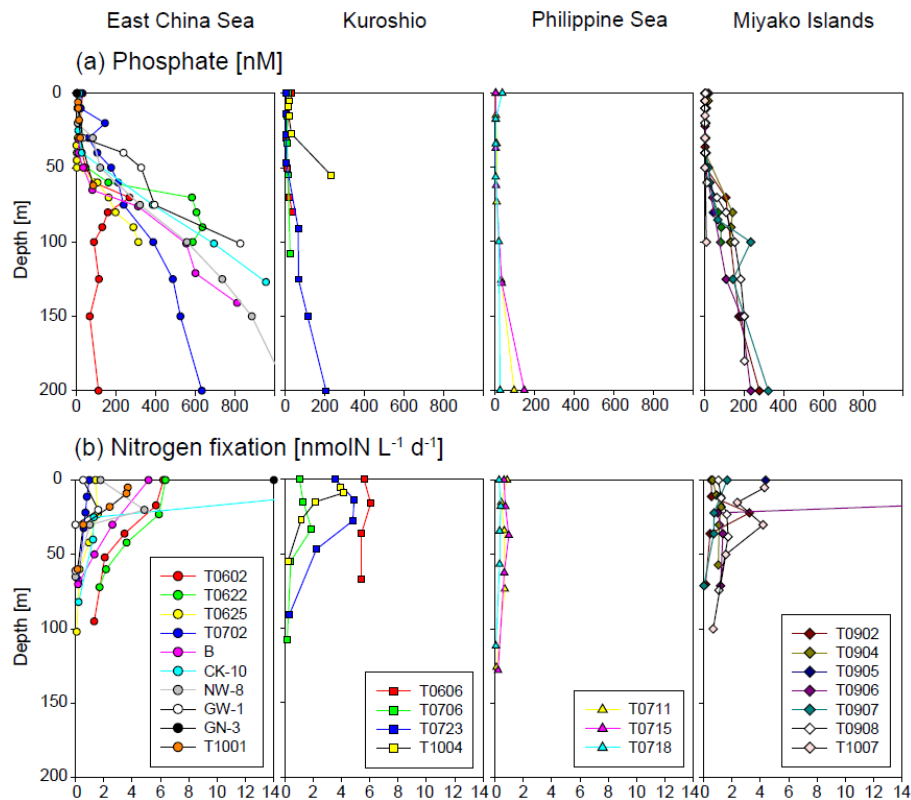 East China Sea Kuroshio Philippine Sea Miyako Islands
(a) Phosphate [nM]
0
50
100
150
200
Depth [m]
0 200 400 600 800
0 200 400 600 800
0 200 400 600 800
0 200 400 600 800
(b) Nitrogen fixation [nmolN L⁻¹ d⁻¹]
0
50
100
150
200
Depth [m]
T0602
T0622
T0625
T0702
B
CK-10
NW-8
GW-1
GN-3
T1001
T0606
T0706
T0723
T1004
T0711
T0715
T0718
T0902
T0904
T0905
T0906
T0907
T0908
T1007
0 2 4 6 8 10 12 14
0 2 4 6 8 10 12 14
0 2 4 6 8 10 12 14
0 2 4 6 8 10 12 14